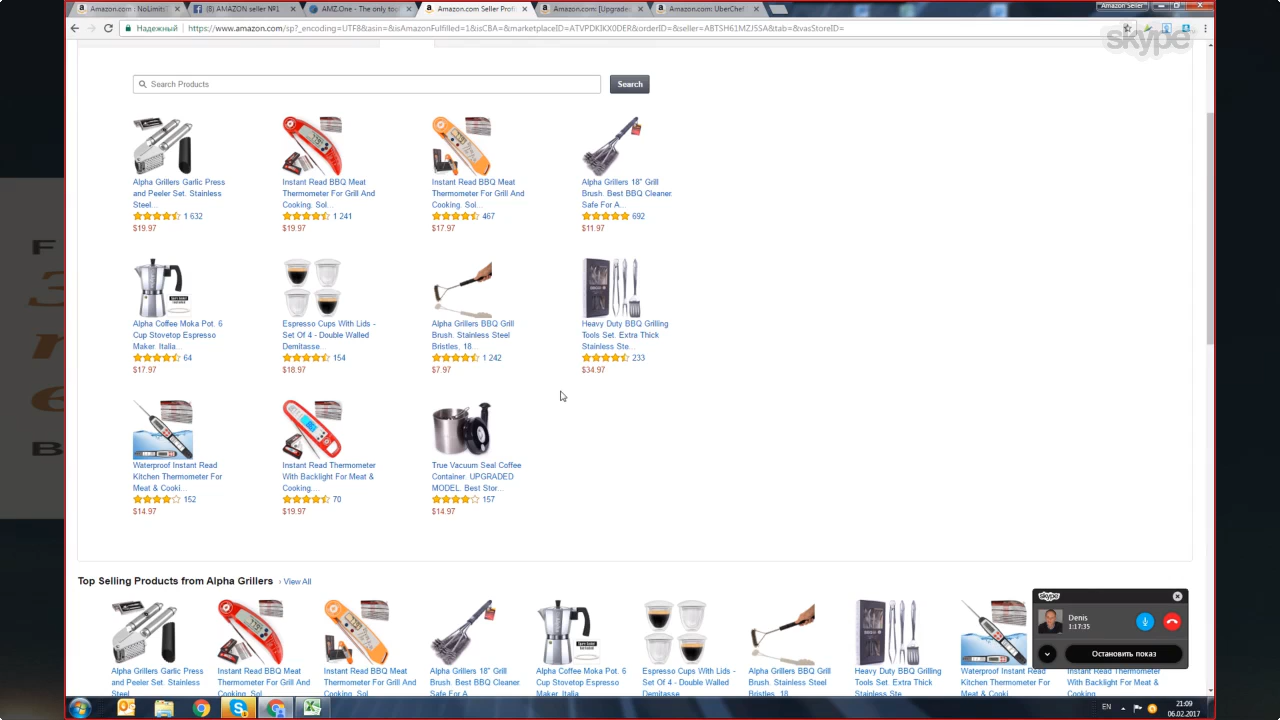 Amazon.com : NoLimits
(8) AMAZON seller №1
AMZ.One - The only tool
Amazon.com Seller Prof
Amazon.com: [Upgrade
Amazon.com: UberChef
Amazon Seller
Надежный
https://www.amazon.com/sp?_encoding=UTF8&asin=&isAmazonFulfilled=1&isCBA=&marketplaceID=ATVPDKIKX0DER&orderID=&seller=ABTSH61MZJ5SA&tab=&vasStoreID=
skype
Search Products
Search
Alpha Grillers Garlic Press
and Peeler Set. Stainless
Steel...
1 632
$19.97
Instant Read BBQ Meat
Thermometer For Grill And
Cooking. Sol...
1 241
$19.97
Instant Read BBQ Meat
Thermometer For Grill And
Cooking. Sol...
467
$17.97
Alpha Grillers 18" Grill
Brush. Best BBQ Cleaner.
Safe For A...
692
$11.97
Alpha Coffee Moka Pot. 6
Cup Stovetop Espresso
Maker. Italia...
64
$17.97
Espresso Cups With Lids -
Set Of 4 - Double Walled
Demitasse...
154
$18.97
Alpha Grillers BBQ Grill
Brush. Stainless Steel
Bristles. 18...
1 242
$7.97
Heavy Duty BBQ Grilling
Tools Set. Extra Thick
Stainless Ste...
233
$34.97
Waterproof Instant Read
Kitchen Thermometer For
Meat & Cooki...
152
$14.97
Instant Read Thermometer
With Backlight For Meat &
Cooking....
70
$19.97
True Vacuum Seal Coffee
Container. UPGRADED
MODEL. Best Stor...
157
$14.97
Top Selling Products from Alpha Grillers › View All
Alpha Grillers Garlic Press
and Peeler Set. Stainless
Steel
Instant Read BBQ Meat
Thermometer For Grill And
Cooking. Sol
Instant Read BBQ Meat
Thermometer For Grill And
Cooking. Sol
Alpha Grillers 18" Grill
Brush. Best BBQ Cleaner.
Safe For A
Alpha Coffee Moka Pot. 6
Cup Stovetop Espresso
Maker. Italia
Espresso Cups With Lids -
Set Of 4 - Double Walled
Demitasse
Alpha Grillers BBQ Grill
Brush. Stainless Steel
Bristles. 18
Heavy Duty BBQ Grilling
Tools Set. Extra Thick
Stainless Ste
Waterproof Instant Read
Kitchen Thermometer For
Meat & Cooki
Instant Read Thermometer
With Backlight For Meat &
Cooking
skype
Denis
1:17:35
Остановить показ
EN
21:09
06.02.2017